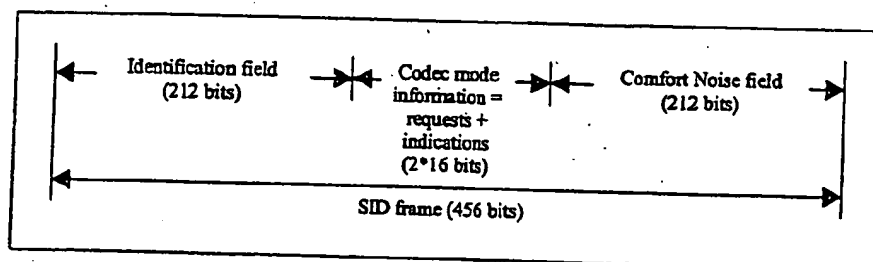 Identification field
(212 bits)
Codec mode
information =
requests +
indications
(2*16 bits)
Comfort Noise field
(212 bits)
SID frame (456 bits)